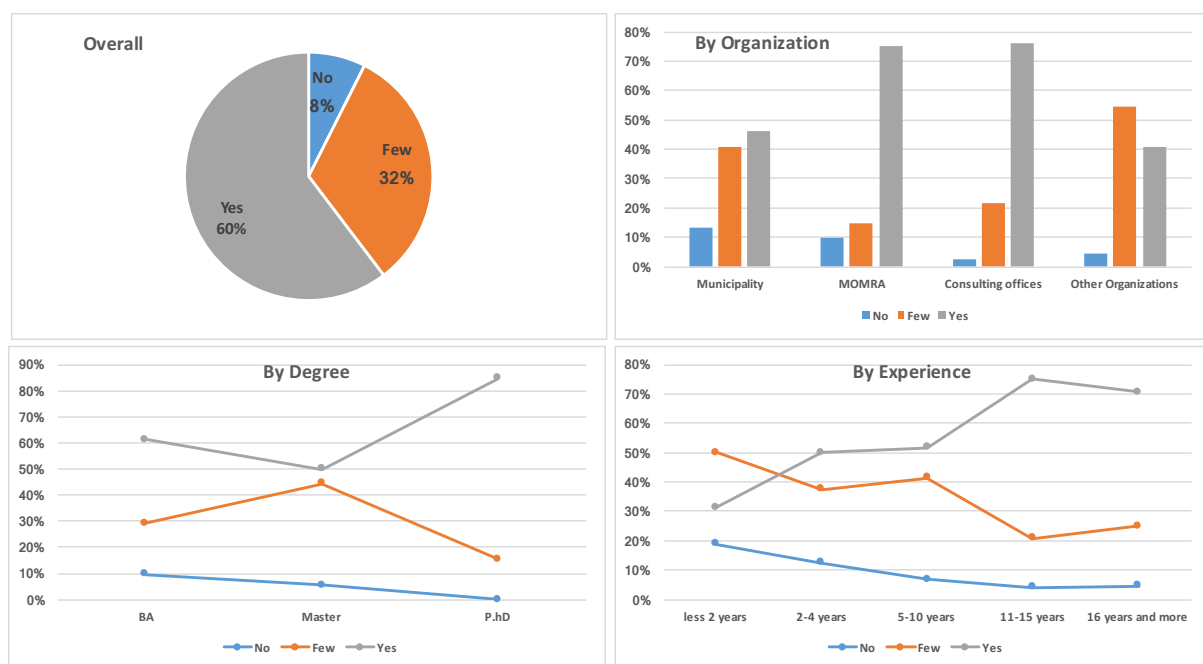 Overall
No
8%
Few
32%
Yes
60%
By Organization
80%
70%
60%
50%
40%
30%
20%
10%
0%
Municipality MOMRA Consulting offices Other Organizations
No Few Yes
By Degree
90%
80%
70%
60%
50%
40%
30%
20%
10%
0%
BA Master P.hD
No Few Yes
By Experience
80%
70%
60%
50%
40%
30%
20%
10%
0%
less 2 years 2-4 years 5-10 years 11-15 years 16 years and more
No Few Yes